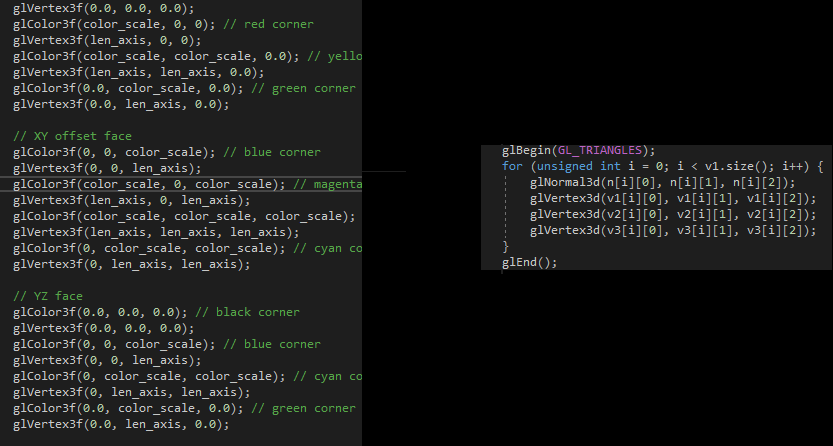 glVertex3f(0.0, 0.0, 0.0);
glColor3f(color_scale, 0, 0); // red corner
glVertex3f(len_axis, 0, 0);
glColor3f(color_scale, color_scale, 0.0); // yello
glVertex3f(len_axis, len_axis, 0.0);
glColor3f(0.0, color_scale, 0.0); // green corner
glVertex3f(0.0, len_axis, 0.0);
// XY offset face
glColor3f(0, 0, color_scale); // blue corner
glVertex3f(0, 0, len_axis);
glColor3f(color_scale, 0, color_scale); // magenta
glVertex3f(len_axis, 0, len_axis);
glColor3f(color_scale, color_scale, color_scale);
glVertex3f(len_axis, len_axis, len_axis);
glColor3f(0, color_scale, color_scale); // cyan co
glVertex3f(0, len_axis, len_axis);
// YZ face
glColor3f(0.0, 0.0, 0.0); // black corner
glVertex3f(0.0, 0.0, 0.0);
glColor3f(0, 0, color_scale); // blue corner
glVertex3f(0, 0, len_axis);
glColor3f(0, color_scale, color_scale); // cyan co
glVertex3f(0, len_axis, len_axis);
glColor3f(0.0, color_scale, 0.0); // green corner
glVertex3f(0.0, len_axis, 0.0);
glBegin(GL_TRIANGLES);
for (unsigned int i = 0; i < v1.size(); i++) {
glNormal3d(n[i][0], n[i][1], n[i][2]);
glVertex3d(v1[i][0], v1[i][1], v1[i][2]);
glVertex3d(v2[i][0], v2[i][1], v2[i][2]);
glVertex3d(v3[i][0], v3[i][1], v3[i][2]);
}
glEnd();